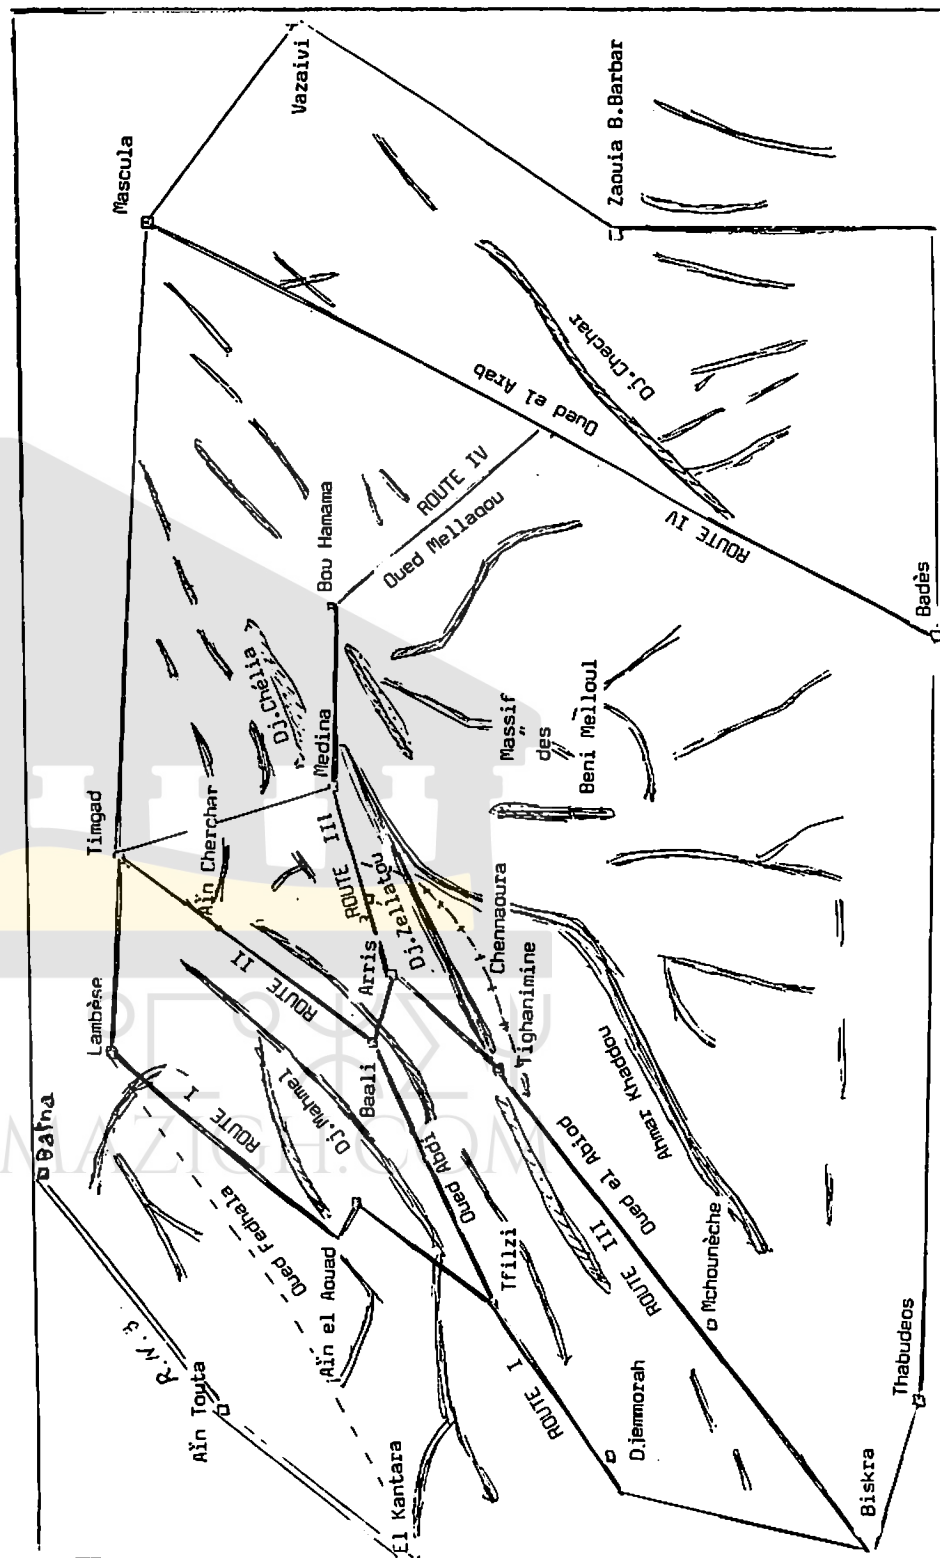 Vazaivi
Mascula
Zaouia B.Barbar
Dj.Chechar
Oued el Arab
ROUTE IV
Oued Mellagou
ROUTE IV
Badès
Bou Hamama
Dj.Chélia
Medina
Massif
des
Beni Melloul
Timgad
Aïn Cherchar
ROUTE III
Dj.Zellatou
Chennaoura
Arris
ROUTE II
Lambèse
Tighanimine
Baali
Dj.Mahmel
ROUTE I
Batna
Oued Abdi
Oued el Abiod
Ahmar Khaddou
Oued Fedhala
Aïn el Aouad
Tfilzi
ROUTE III
Mchounèche
R.N.3
Aïn Touta
ROUTE I
Djemmorah
Thabudeos
El Kantara
Biskra
MAZIGH.COM